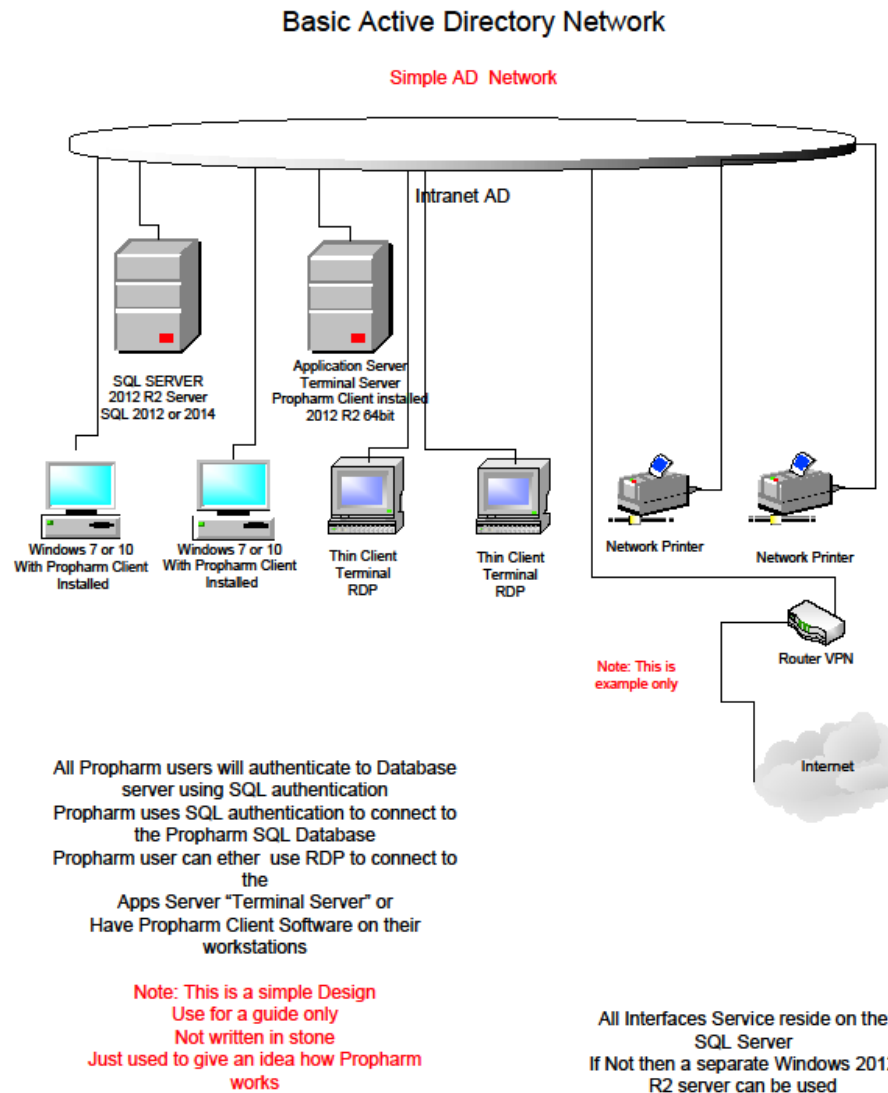 Basic Active Directory Network
Simple AD Network
Intranet AD
SQL SERVER
2012 R2 Server
SQL 2012 or 2014
Application Server
Terminal Server
Propharm Client installed
2012 R2 64bit
Windows 7 or 10
With Propharm Client
Installed
Windows 7 or 10
With Propharm Client
Installed
Thin Client
Terminal
RDP
Thin Client
Terminal
RDP
Network Printer
Network Printer
Router VPN
Note: This is
example only
Internet
All Propharm users will authenticate to Database
server using SQL authentication
Propharm uses SQL authentication to connect to
the Propharm SQL Database
Propharm user can ether use RDP to connect to
the
Apps Server “Terminal Server” or
Have Propharm Client Software on their
workstations
Note: This is a simple Design
Use for a guide only
Not written in stone
Just used to give an idea how Propharm
works
All Interfaces Service reside on the
SQL Server
If Not then a separate Windows 2012
R2 server can be used